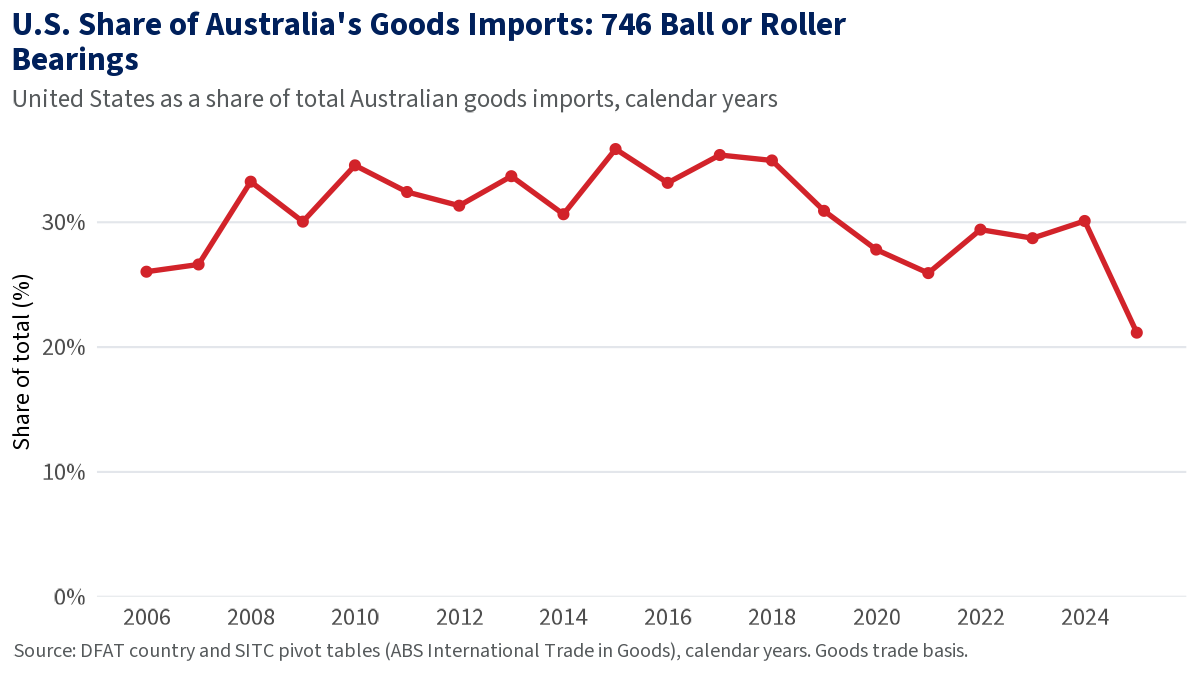 U.S. Share of Australia's Goods Imports: 746 Ball or Roller
Bearings
United States as a share of total Australian goods imports, calendar years
Share of total (%)
30%
20%
10%
0%
2006 2008 2010 2012 2014 2016 2018 2020 2022 2024
Source: DFAT country and SITC pivot tables (ABS International Trade in Goods), calendar years. Goods trade basis.